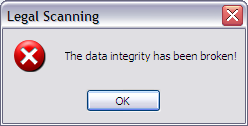 Legal Scanning
The data integrity has been broken!
OK